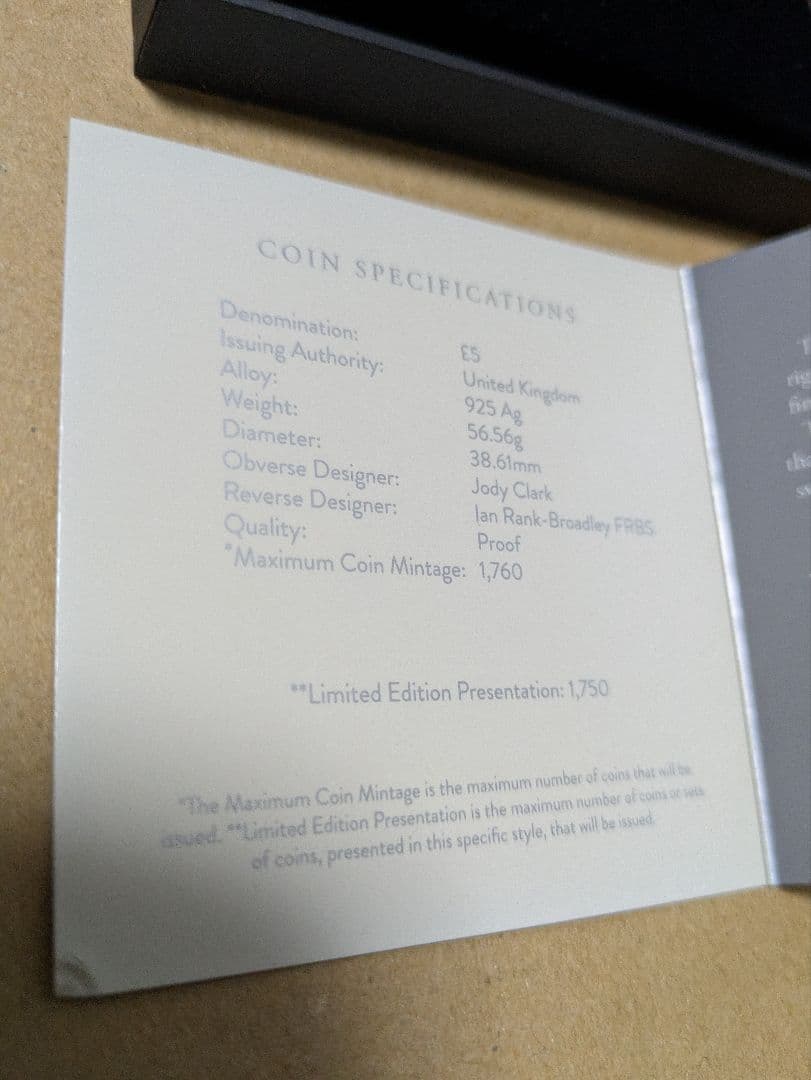 COIN SPECIFICATIONS
Denomination: £5
Issuing Authority: United Kingdom
Alloy: 925 Ag
Weight: 56.56g
Diameter: 38.61mm
Obverse Designer: Jody Clark
Reverse Designer: Ian Rank-Broadley FRBS
Quality: Proof
*Maximum Coin Mintage: 1,760
**Limited Edition Presentation: 1,750
*The Maximum Coin Mintage is the maximum number of coins that will be
issued. **Limited Edition Presentation is the maximum number of coins or sets
of coins, presented in this specific style, that will be issued.